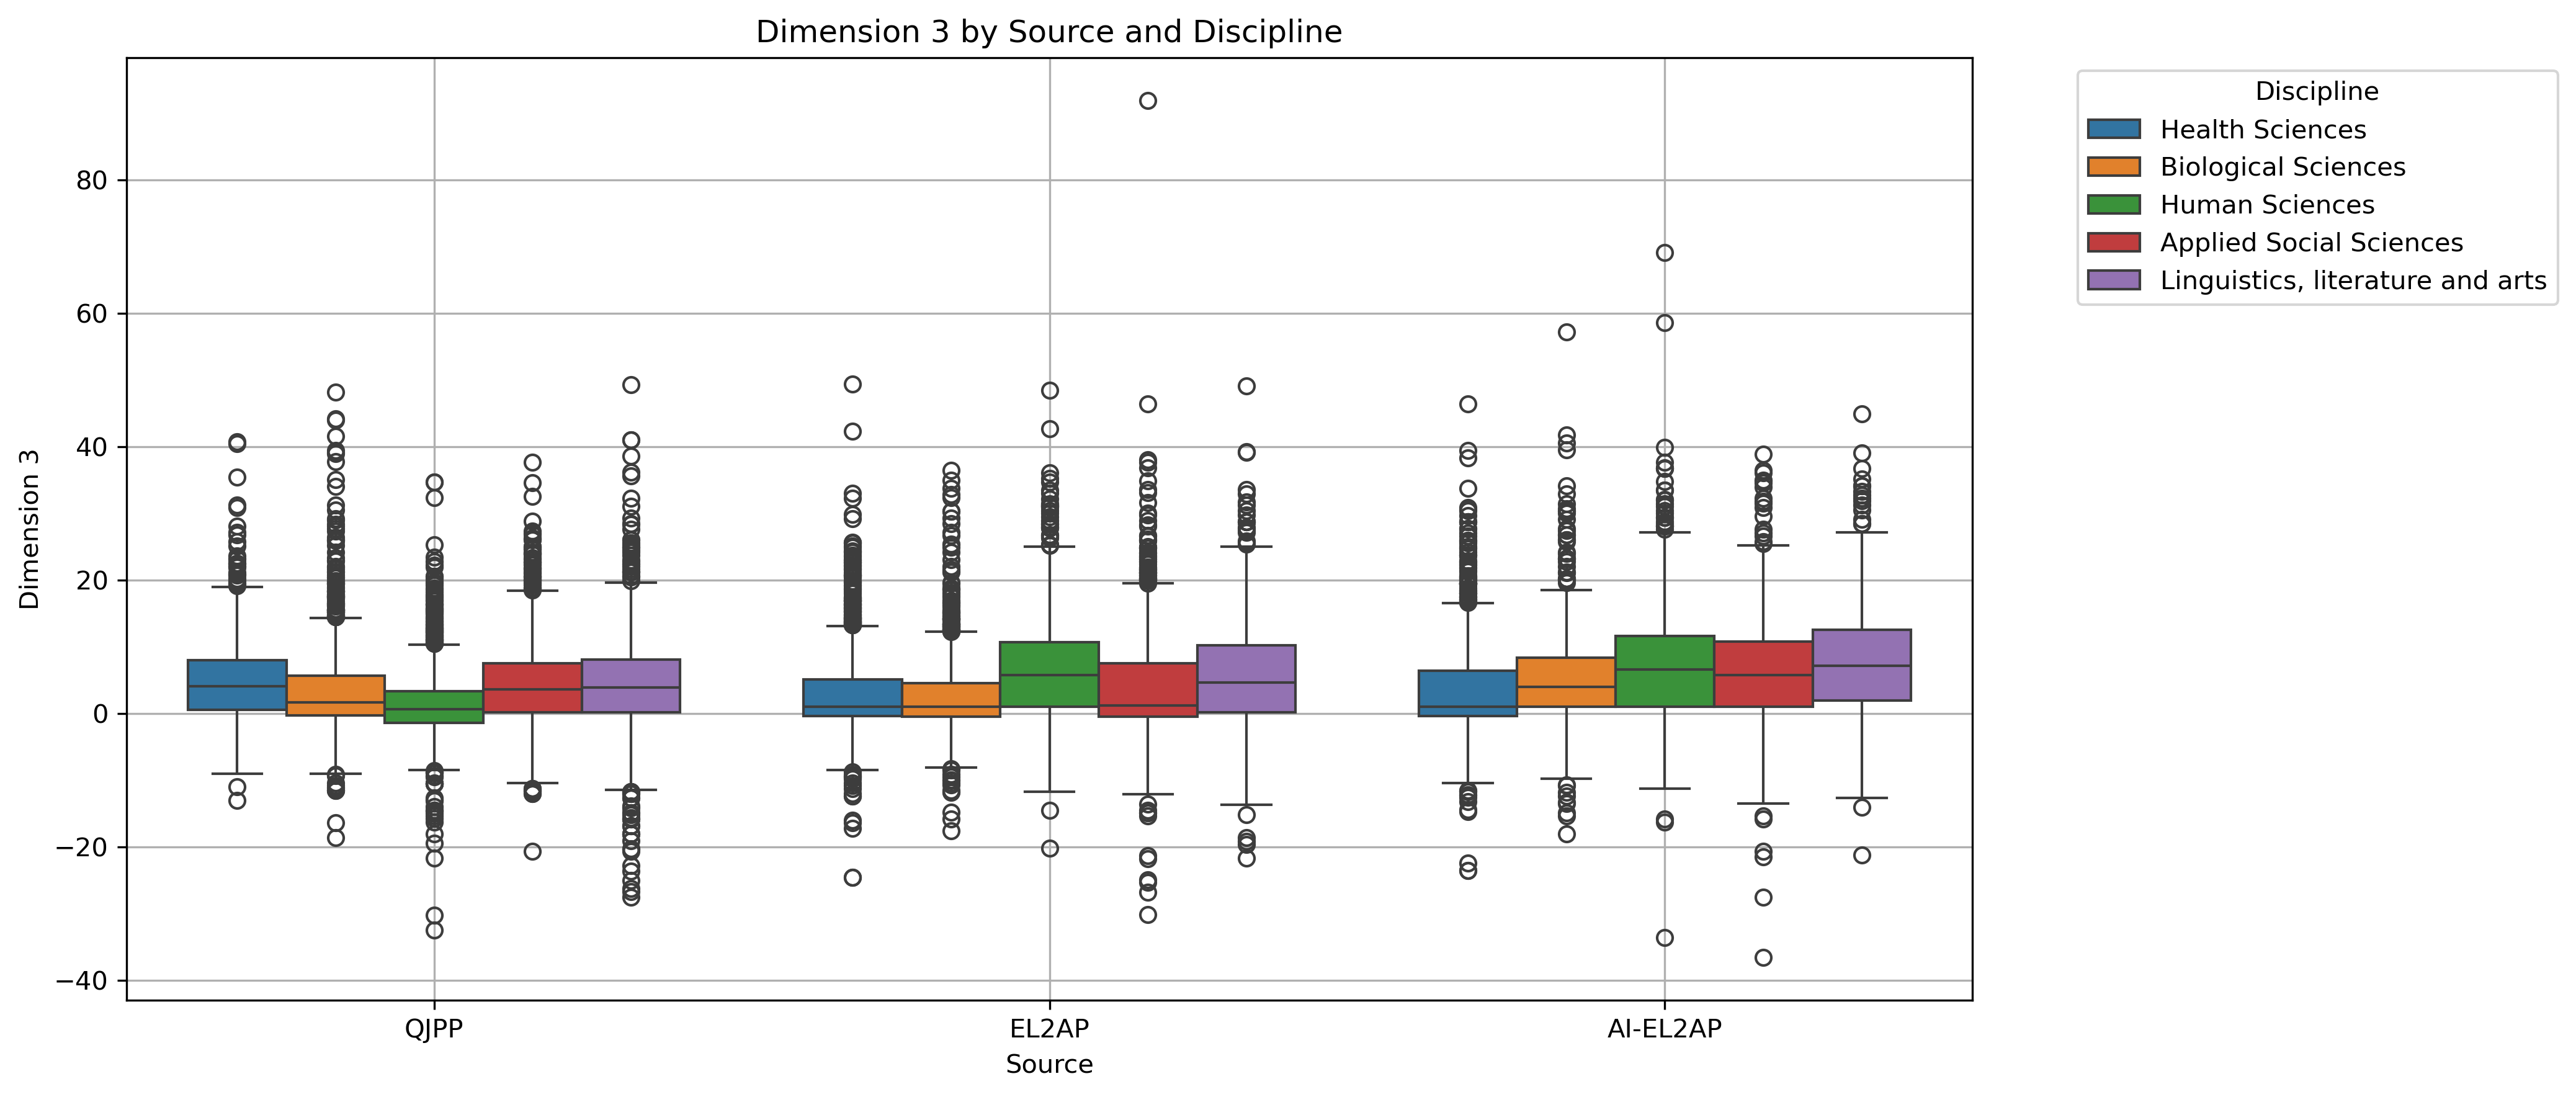 Dimension 3 by Source and Discipline
Discipline
Health Sciences
Biological Sciences
Human Sciences
Applied Social Sciences
Linguistics, literature and arts
Dimension 3
80
60
40
20
0
−20
−40
QJPP
EL2AP
AI-EL2AP
Source